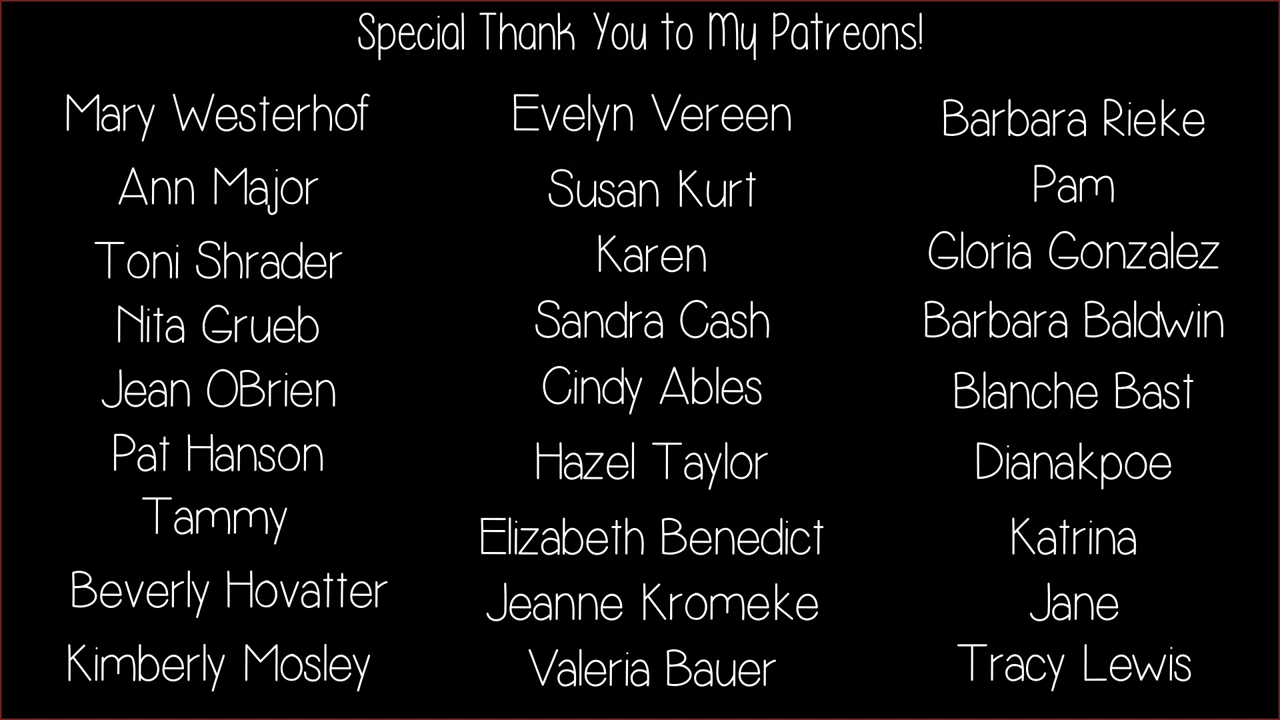 Special Thank You to My Patreons!
Mary Westerhof
Ann Major
Toni Shrader
Nita Grueb
Jean OBrien
Pat Hanson
Tammy
Beverly Hovatter
Kimberly Mosley
Evelyn Vereen
Susan Kurt
Karen
Sandra Cash
Cindy Ables
Hazel Taylor
Elizabeth Benedict
Jeanne Kromeke
Valeria Bauer
Barbara Rieke
Pam
Gloria Gonzalez
Barbara Baldwin
Blanche Bast
Dianakpoe
Katrina
Jane
Tracy Lewis